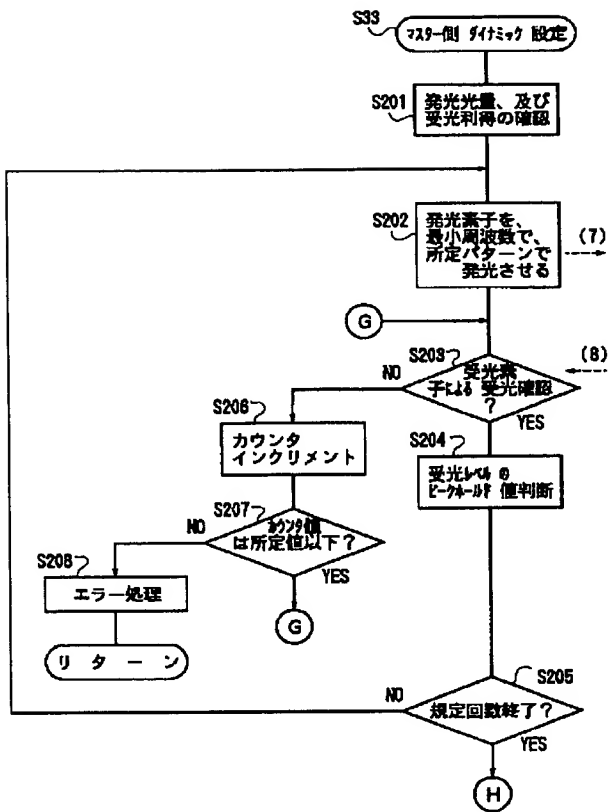 S33
マスター側 ダイナミック 設定
S201
発光光量、及び
受光利得の確認
S202
発光素子を、
最小周波数で、
所定パターンで
発光させる
(7)
G
S203
(8)
受光素
子による 受光確認
?
NO
YES
S206
カウンタ
インクリメント
S204
受光レベル の
ピークホールド 値判断
S207
カウンタ値
は所定値以下?
NO
YES
S208
エラー処理
G
リターン
S205
規定回数終了?
NO
YES
H